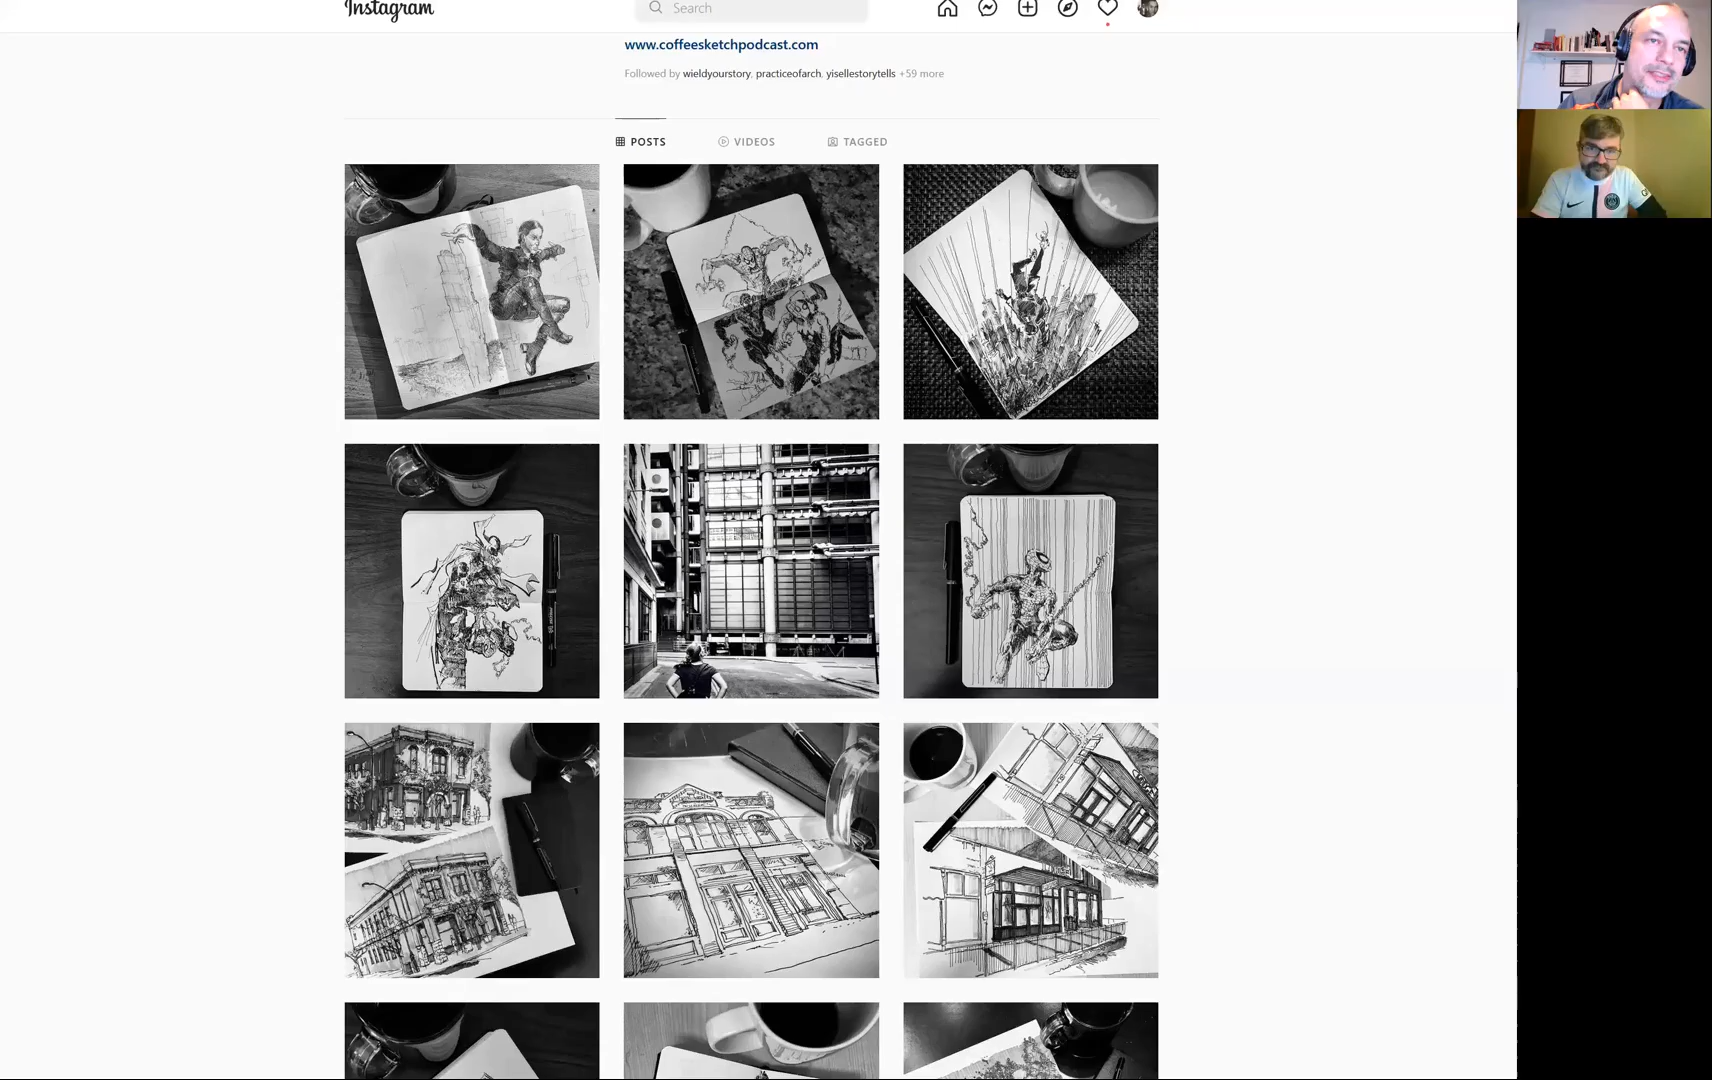 Instagram
Search
www.coffeesketchpodcast.com
Followed by wieldyourstory, practiceofarch, yisellestorytells +59 more
POSTS
VIDEOS
TAGGED